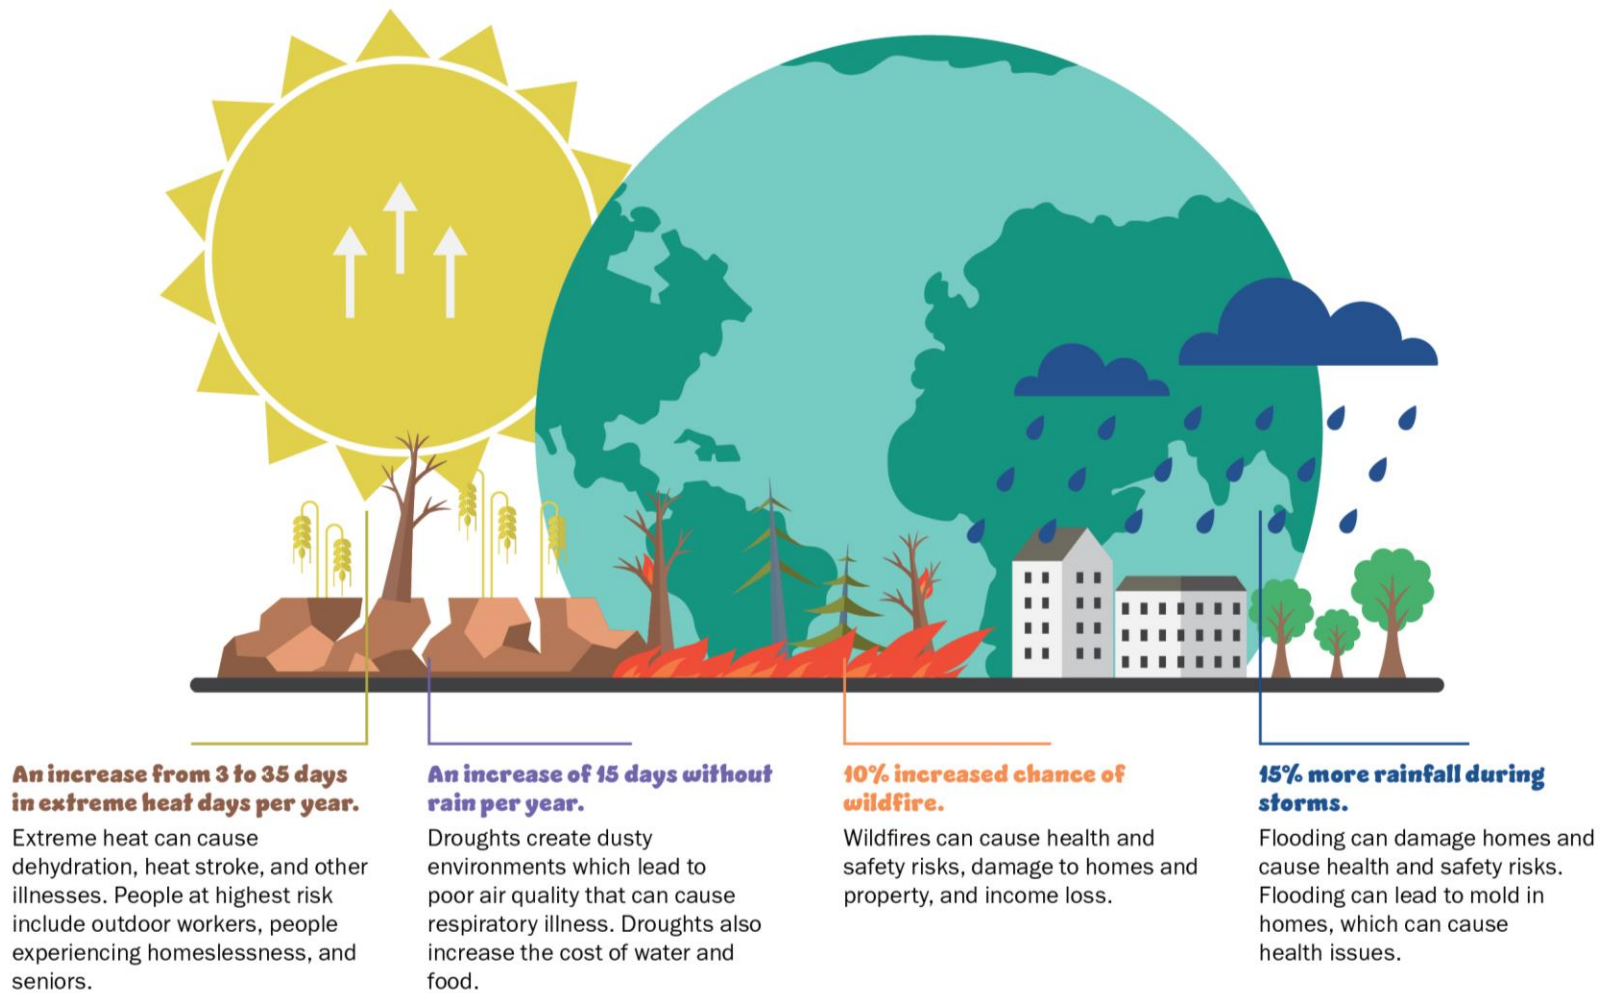 An increase from 3 to 35 days
in extreme heat days per year.
Extreme heat can cause
dehydration, heat stroke, and other
illnesses. People at highest risk
include outdoor workers, people
experiencing homeslessness, and
seniors.
An increase of 15 days without
rain per year.
Droughts create dusty
environments which lead to
poor air quality that can cause
respiratory illness. Droughts also
increase the cost of water and
food.
10% increased chance of
wildfire.
Wildfires can cause health and
safety risks, damage to homes and
property, and income loss.
15% more rainfall during
storms.
Flooding can damage homes and
cause health and safety risks.
Flooding can lead to mold in
homes, which can cause
health issues.